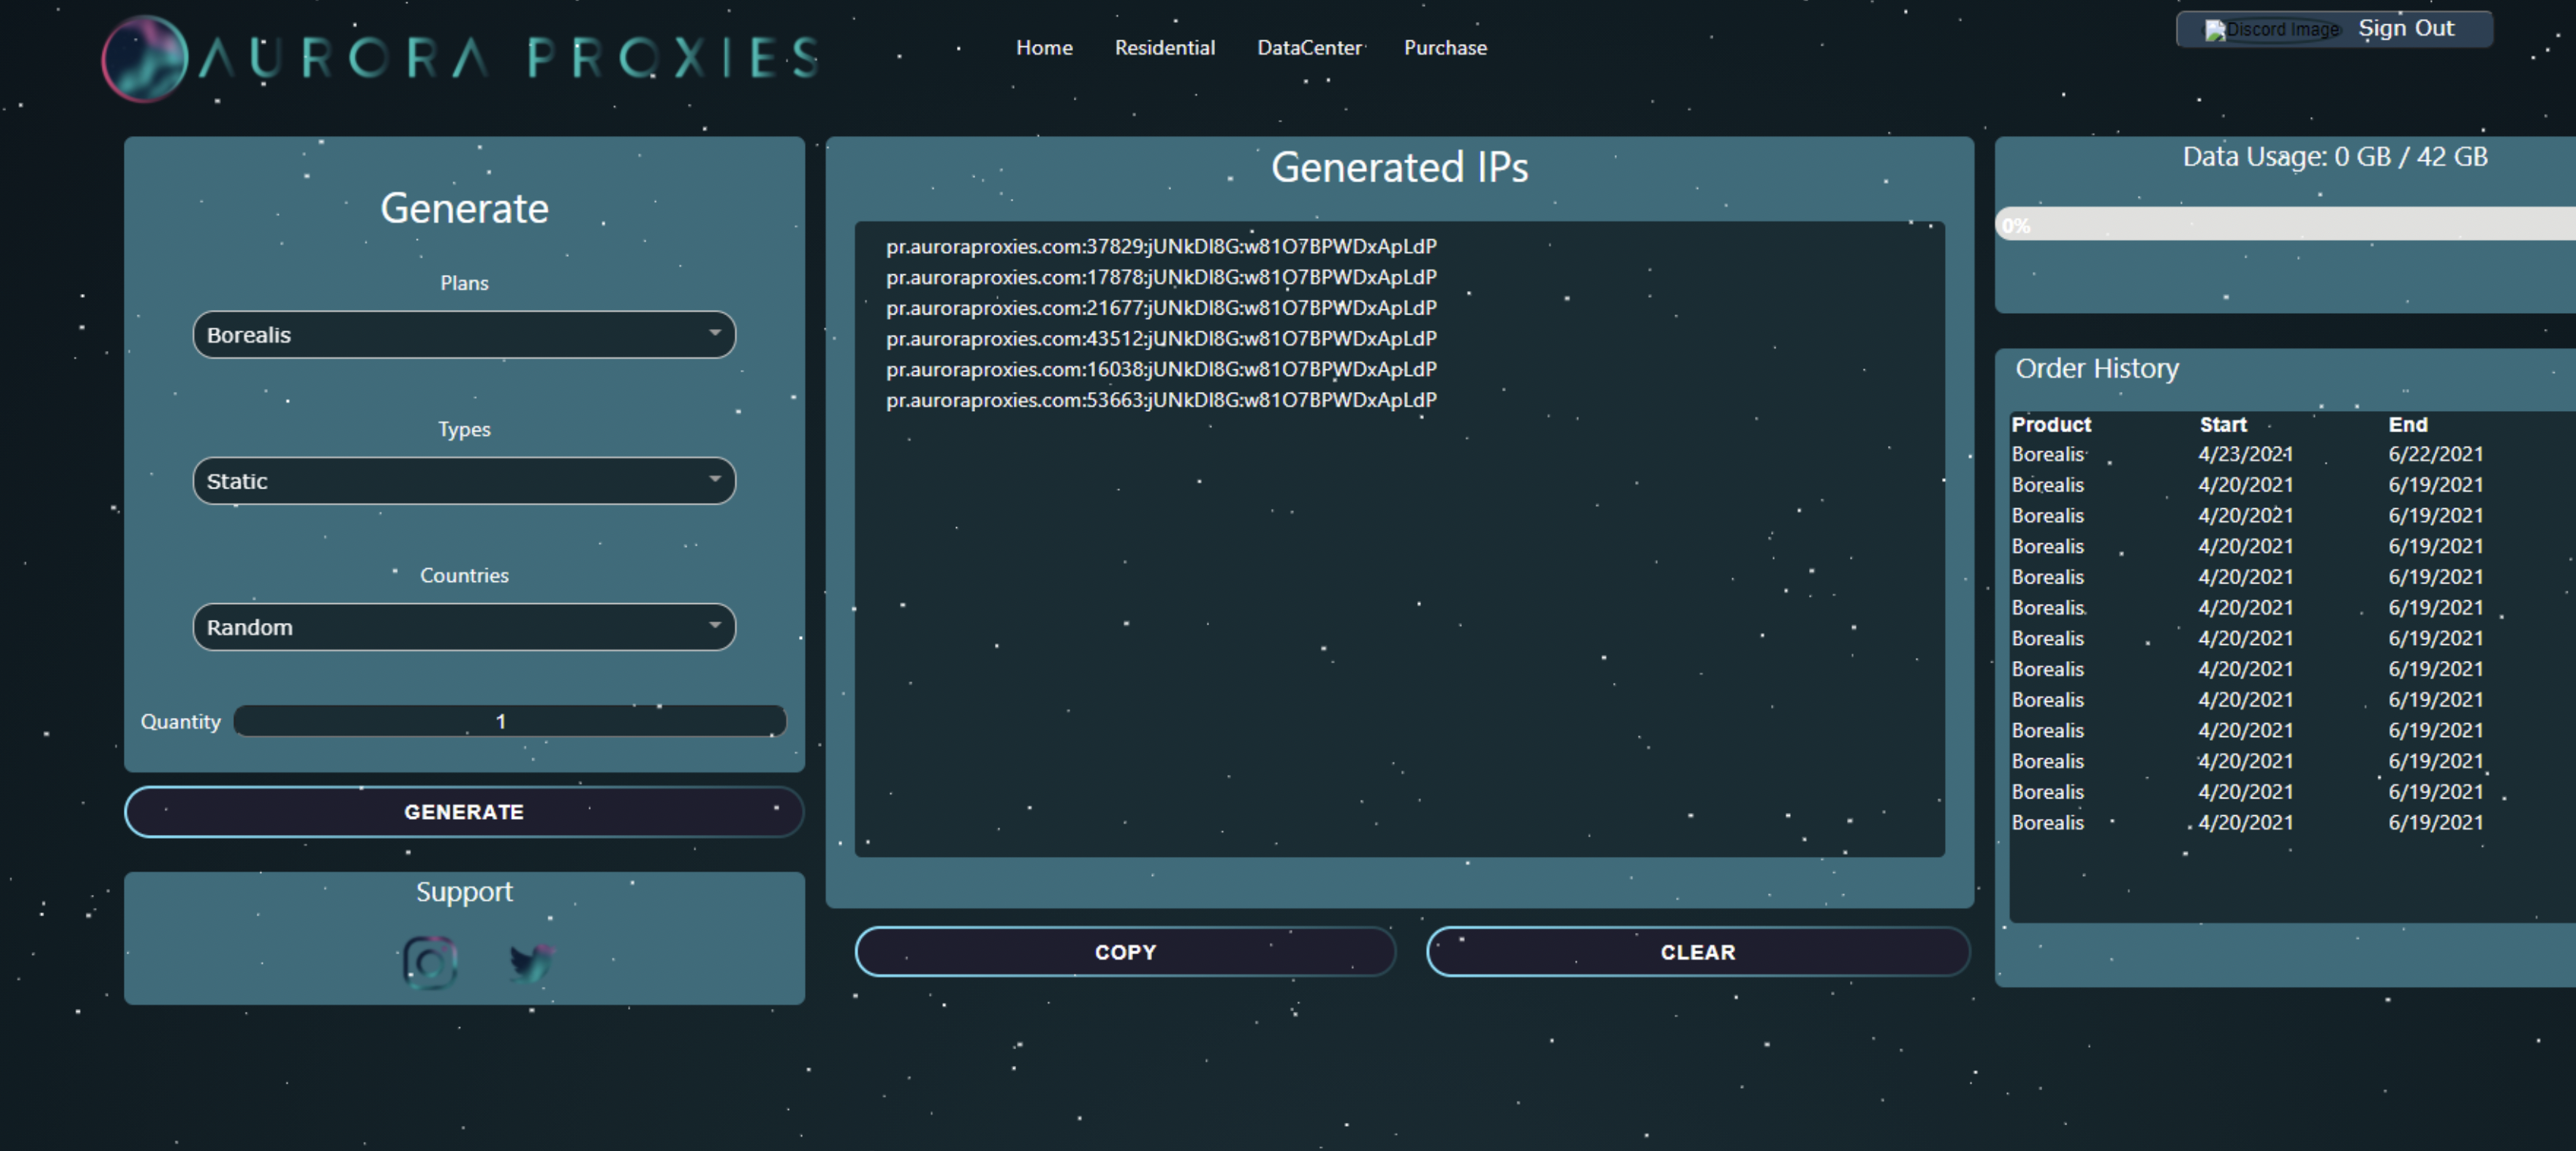 AURORA PROXIES
Home Residential DataCenter Purchase
Discord Image Sign Out
Generate
Plans
Borealis
Types
Static
Countries
Random
Quantity 1
GENERATE
Support
Generated IPs
pr.auroraproxies.com:37829:jUNkDI8G:w81O7BPWDxApLdP
pr.auroraproxies.com:17878:jUNkDI8G:w81O7BPWDxApLdP
pr.auroraproxies.com:21677:jUNkDI8G:w81O7BPWDxApLdP
pr.auroraproxies.com:43512:jUNkDI8G:w81O7BPWDxApLdP
pr.auroraproxies.com:16038:jUNkDI8G:w81O7BPWDxApLdP
pr.auroraproxies.com:53663:jUNkDI8G:w81O7BPWDxApLdP
COPY
CLEAR
Data Usage: 0 GB / 42 GB
0%
Order History
Product Start End
Borealis 4/23/2021 6/22/2021
Borealis 4/20/2021 6/19/2021
Borealis 4/20/2021 6/19/2021
Borealis 4/20/2021 6/19/2021
Borealis 4/20/2021 6/19/2021
Borealis 4/20/2021 6/19/2021
Borealis 4/20/2021 6/19/2021
Borealis 4/20/2021 6/19/2021
Borealis 4/20/2021 6/19/2021
Borealis 4/20/2021 6/19/2021
Borealis 4/20/2021 6/19/2021
Borealis 4/20/2021 6/19/2021
Borealis 4/20/2021 6/19/2021